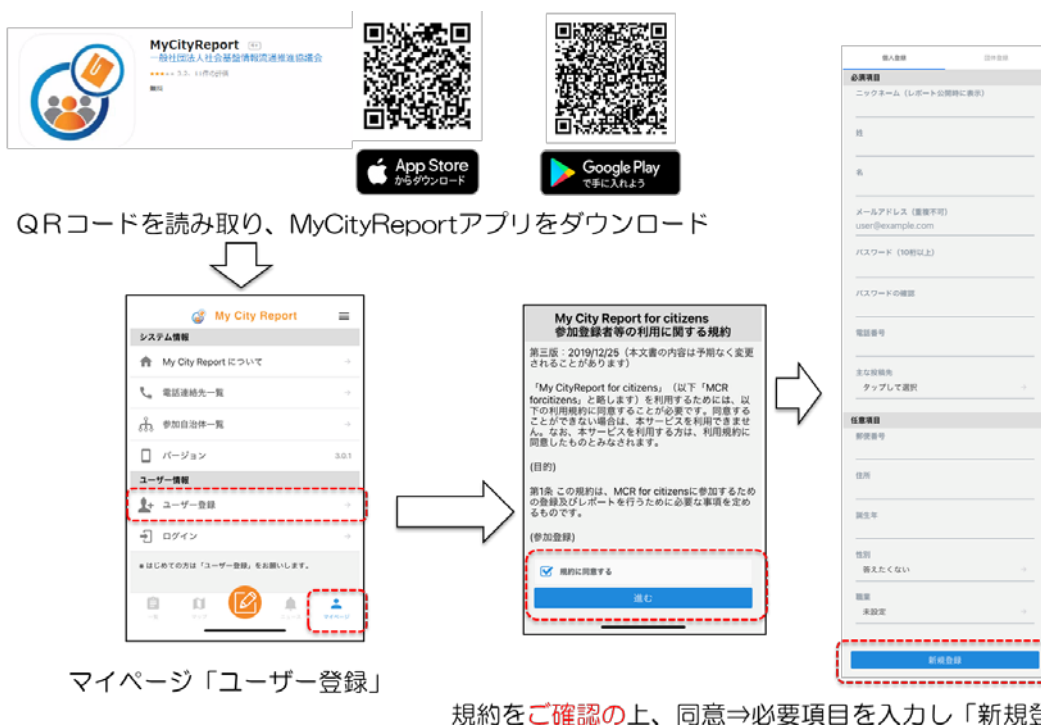 MyCityReport
一般社団法人社会基盤情報流通推進協議会
App Store
からダウンロード
Google Play
で手に入れよう
QRコードを読み取り、MyCityReportアプリをダウンロード
My City Report
システム情報
My City Report について
電話連絡先一覧
参加自治体一覧
バージョン
3.0.1
ユーザー情報
ユーザー登録
ログイン
※はじめての方は「ユーザー登録」をお願いします。
マイページ
マイページ「ユーザー登録」
My City Report for citizens
参加登録者等の利用に関する規約
第三版：2019/12/25（本文書の内容は予期なく変更
されることがあります）
「My CityReport for citizens」（以下「MCR
forcitizens」と略します）を利用するためには、以
下の利用規約に同意することが必要です。同意する
ことができない場合は、本サービスを利用できませ
ん。なお、本サービスを利用する方は、利用規約に
同意したものとみなされます。
(目的)
第1条 この規約は、MCR for citizensに参加するため
の登録及びレポートを行うために必要な事項を定め
るものです。
(参加登録)
規約に同意する
進む
個人登録
団体登録
必須項目
ニックネーム（レポート公開時に表示）
姓
名
メールアドレス（重複不可）
user@example.com
パスワード（10桁以上）
パスワードの確認
電話番号
主な投稿先
タップして選択
任意項目
郵便番号
住所
誕生年
性別
答えたくない
職業
未設定
新規登録
規約をご確認の上、同意⇒必要項目を入力し「新規登